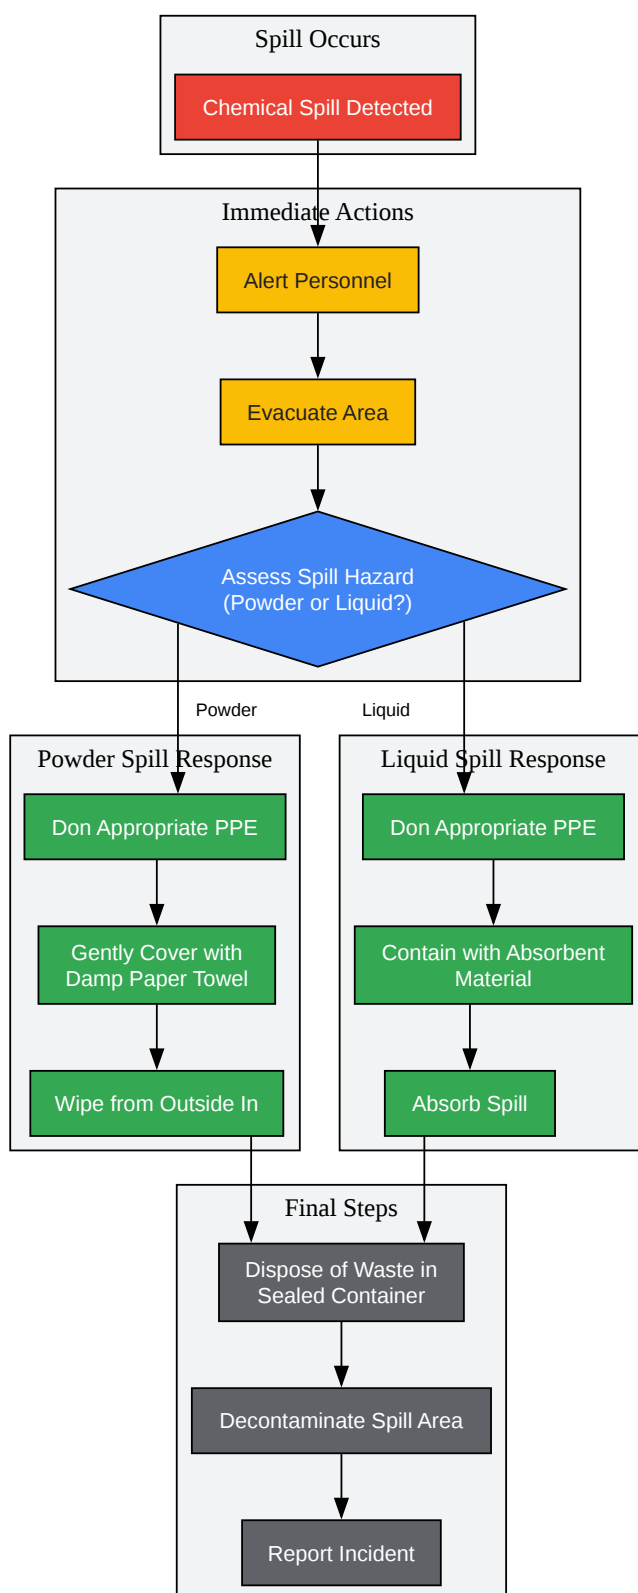 Spill Occurs
Chemical Spill Detected
Immediate Actions
Alert Personnel
Evacuate Area
Assess Spill Hazard
(Powder or Liquid?)
Powder
Liquid
Powder Spill Response
Don Appropriate PPE
Gently Cover with
Damp Paper Towel
Wipe from Outside In
Liquid Spill Response
Don Appropriate PPE
Contain with Absorbent
Material
Absorb Spill
Final Steps
Dispose of Waste in
Sealed Container
Decontaminate Spill Area
Report Incident